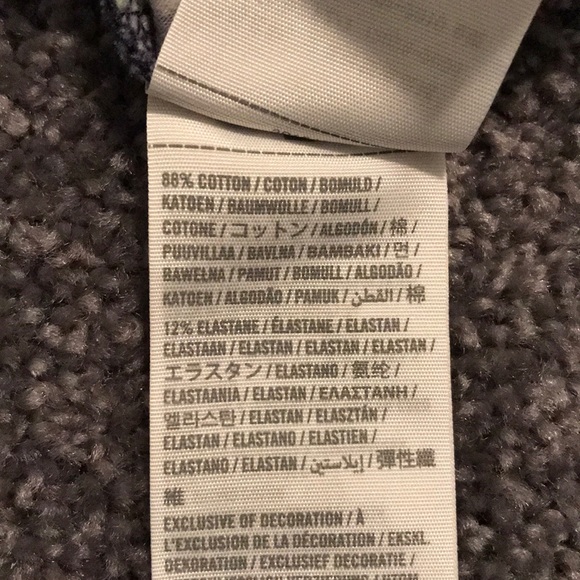 88% COTTON / COTON / BOMULD /
KATOEN / BAUMWOLLE / BOMULL /
COTONE / コットン / ALGODÓN / 棉 /
PUUVILLAA / BAVLNA / ΒΑΜΒΑΚΙ / 면 /
BAWEŁNA / PAMUT / BOMULL / ALGODÃO /
KATOEN / ALGODÃO / PAMUK / القطن / 棉
12% ELASTANE / ÉLASTANE / ELASTAN /
ELASTAAN / ELASTAN / ELASTAN / ELASTAN /
エラスタン / ELASTANO / 氨纶 /
ELASTAANIA / ELASTAN / ΕΛΑΣΤΑΝΗ /
엘라스탄 / ELASTAN / ELASZTÁN /
ELASTAN / ELASTANO / ELASTIEN /
ELASTANO / ELASTAN / إيلاستين / 彈性纖
維
EXCLUSIVE OF DECORATION / À
L'EXCLUSION DE LA DÉCORATION / EKSKL.
DEKORATION / EXCLUSIEF DECORATIE /